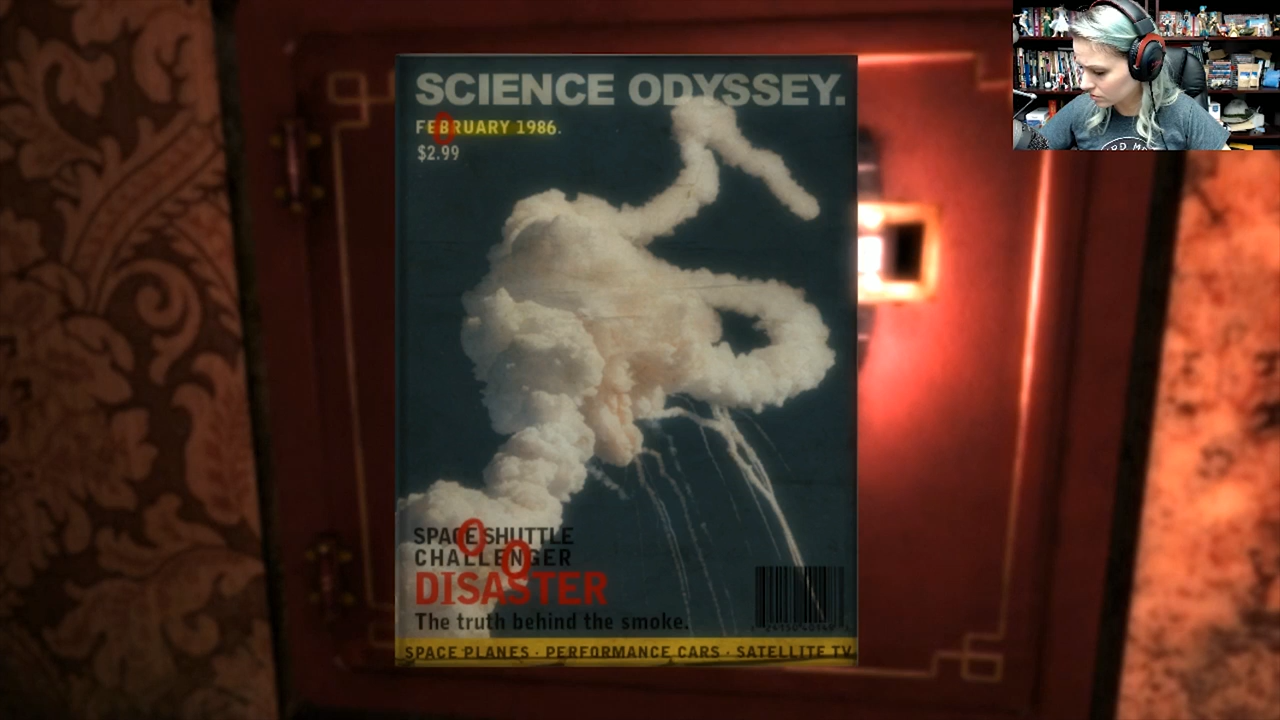 SCIENCE ODYSSEY.
FEBRUARY 1986.
$2.99
SPACE SHUTTLE
CHALLENGER
DISASTER
The truth behind the smoke.
SPACE PLANES · PERFORMANCE CARS · SATELLITE TV